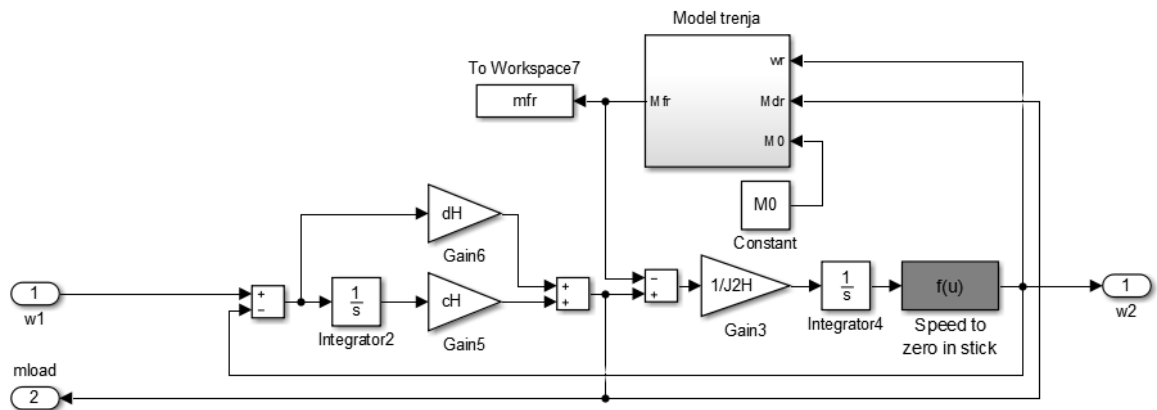 Model trenja
To Workspace7
mfr
Mfr
wr
Mdr
M0
M0
Constant
dH
Gain6
1
w1
+
−
1
s
Integrator2
cH
Gain5
+
+
−
+
1/J2H
Gain3
1
s
Integrator4
f(u)
Speed to
zero in stick
1
w2
mload
2